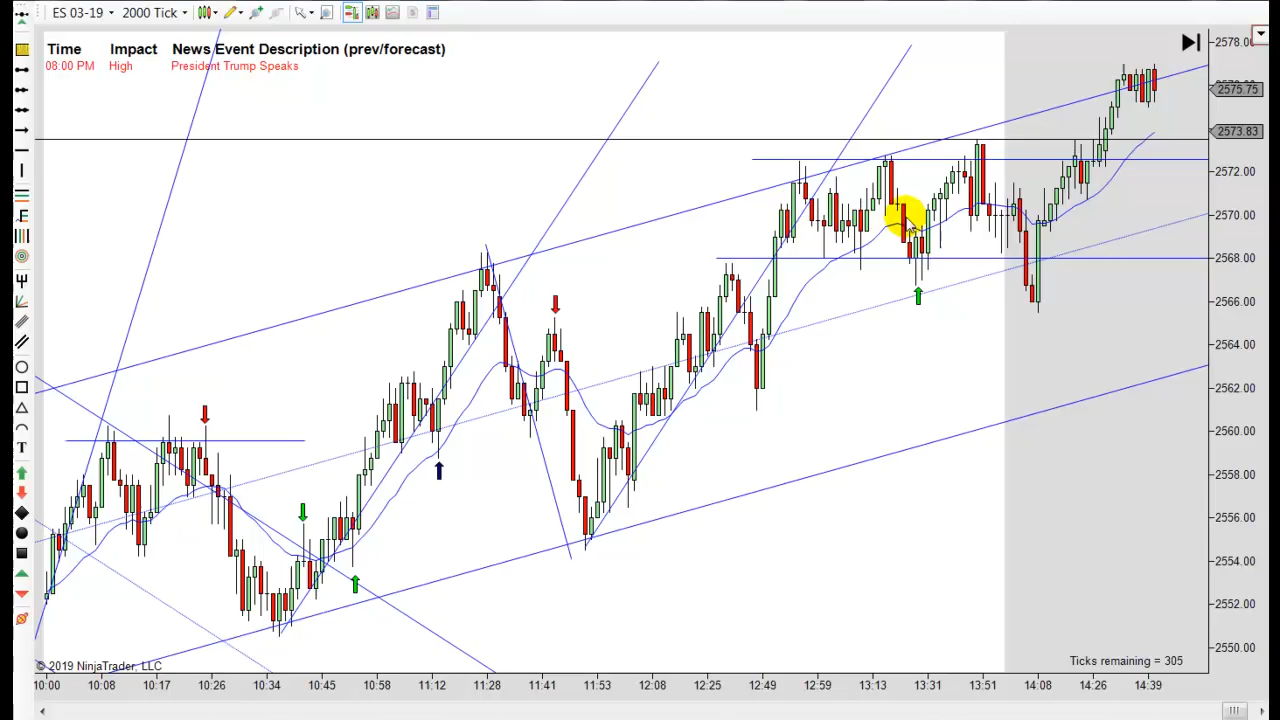 ES 03-19 2000 Tick
Time Impact News Event Description (prev/forecast)
08:00 PM High President Trump Speaks
2578.00
2575.75
2573.83
2572.00
2570.00
2568.00
2566.00
2564.00
2562.00
2560.00
2558.00
2556.00
2554.00
2552.00
2550.00
F
T
© 2019 NinjaTrader, LLC
Ticks remaining = 305
10:00 10:08 10:17 10:26 10:34 10:45 10:58 11:12 11:28 11:41 11:53 12:08 12:25 12:49 12:59 13:13 13:31 13:51 14:08 14:26 14:39